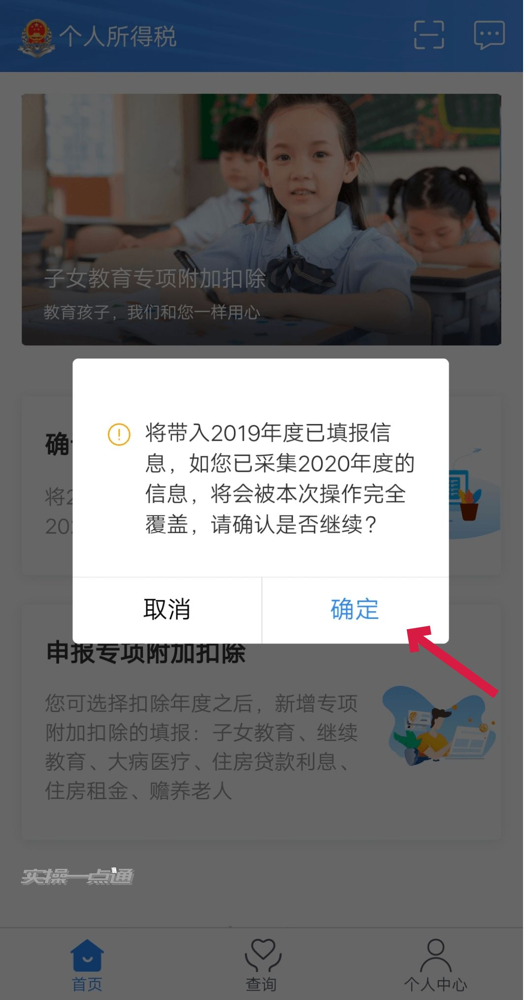 个人所得税
子女教育专项附加扣除
教育孩子，我们和您一样用心
将带入2019年度已填报信
息，如您已采集2020年度的
信息，将会被本次操作完全
覆盖，请确认是否继续？
确
将2
202
取消
确定
申报专项附加扣除
您可选择扣除年度之后，新增专项
附加扣除的填报：子女教育、继续
教育、大病医疗、住房贷款利息、
住房租金、赡养老人
实操一点通
首页
查询
个人中心